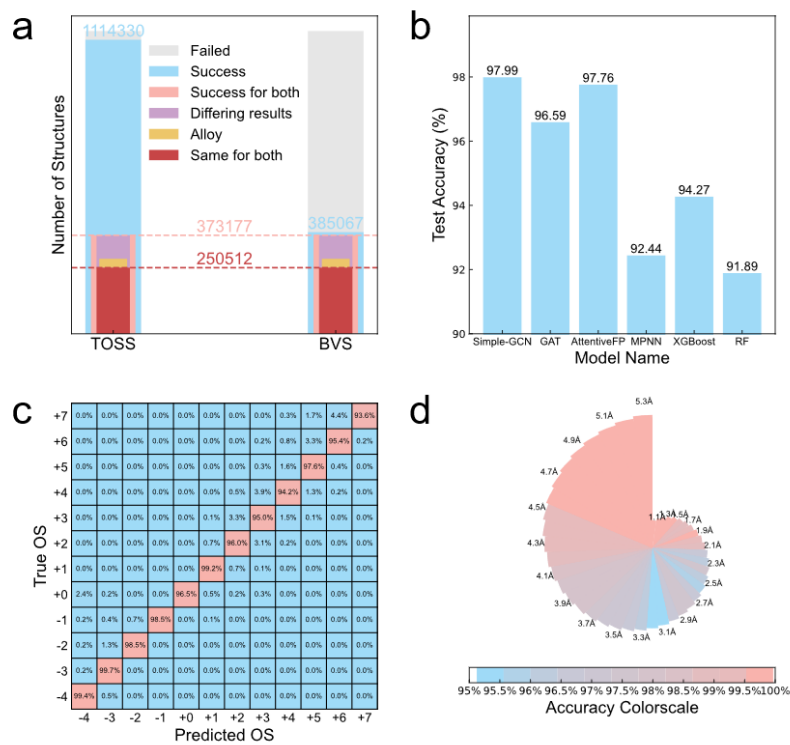 a
Number of Structures
1114330
Failed
Success
Success for both
Differing results
Alloy
Same for both
373177
385067
250512
TOSS BVS
b
Test Accuracy (%)
98
96
94
92
90
97.99
96.59
97.76
92.44
94.27
91.89
Simple-GCN GAT AttentiveFP MPNN XGBoost RF
Model Name
c
True OS
+7 0.0% 0.0% 0.0% 0.0% 0.0% 0.0% 0.0% 0.0% 0.3% 1.7% 4.4% 93.6%
+6 0.0% 0.0% 0.0% 0.0% 0.0% 0.0% 0.0% 0.2% 0.8% 3.3% 95.4% 0.2%
+5 0.0% 0.0% 0.0% 0.0% 0.0% 0.0% 0.0% 0.3% 1.6% 97.6% 0.4% 0.0%
+4 0.0% 0.0% 0.0% 0.0% 0.0% 0.0% 0.5% 3.9% 94.2% 1.3% 0.2% 0.0%
+3 0.0% 0.0% 0.0% 0.0% 0.0% 0.1% 3.3% 95.0% 1.5% 0.1% 0.0% 0.0%
+2 0.0% 0.0% 0.0% 0.0% 0.0% 0.7% 96.0% 3.1% 0.2% 0.0% 0.0% 0.0%
+1 0.0% 0.0% 0.0% 0.0% 0.0% 99.2% 0.7% 0.1% 0.0% 0.0% 0.0% 0.0%
+0 2.4% 0.2% 0.0% 0.0% 96.5% 0.5% 0.2% 0.3% 0.0% 0.0% 0.0% 0.0%
-1 0.2% 0.4% 0.7% 98.5% 0.0% 0.1% 0.0% 0.0% 0.0% 0.0% 0.0% 0.0%
-2 0.2% 1.3% 98.5% 0.0% 0.0% 0.0% 0.0% 0.0% 0.0% 0.0% 0.0% 0.0%
-3 0.2% 99.7% 0.0% 0.0% 0.0% 0.0% 0.0% 0.0% 0.0% 0.0% 0.0% 0.0%
-4 99.4% 0.5% 0.0% 0.0% 0.0% 0.0% 0.0% 0.0% 0.0% 0.0% 0.0% 0.0%
-4 -3 -2 -1 +0 +1 +2 +3 +4 +5 +6 +7
Predicted OS
d
1.1Å
1.3Å
1.5Å
1.7Å
1.9Å
2.1Å
2.3Å
2.5Å
2.7Å
2.9Å
3.1Å
3.3Å
3.5Å
3.7Å
3.9Å
4.1Å
4.3Å
4.5Å
4.7Å
4.9Å
5.1Å
5.3Å
95% 95.5% 96% 96.5% 97% 97.5% 98% 98.5% 99% 99.5% 100%
Accuracy Colorscale